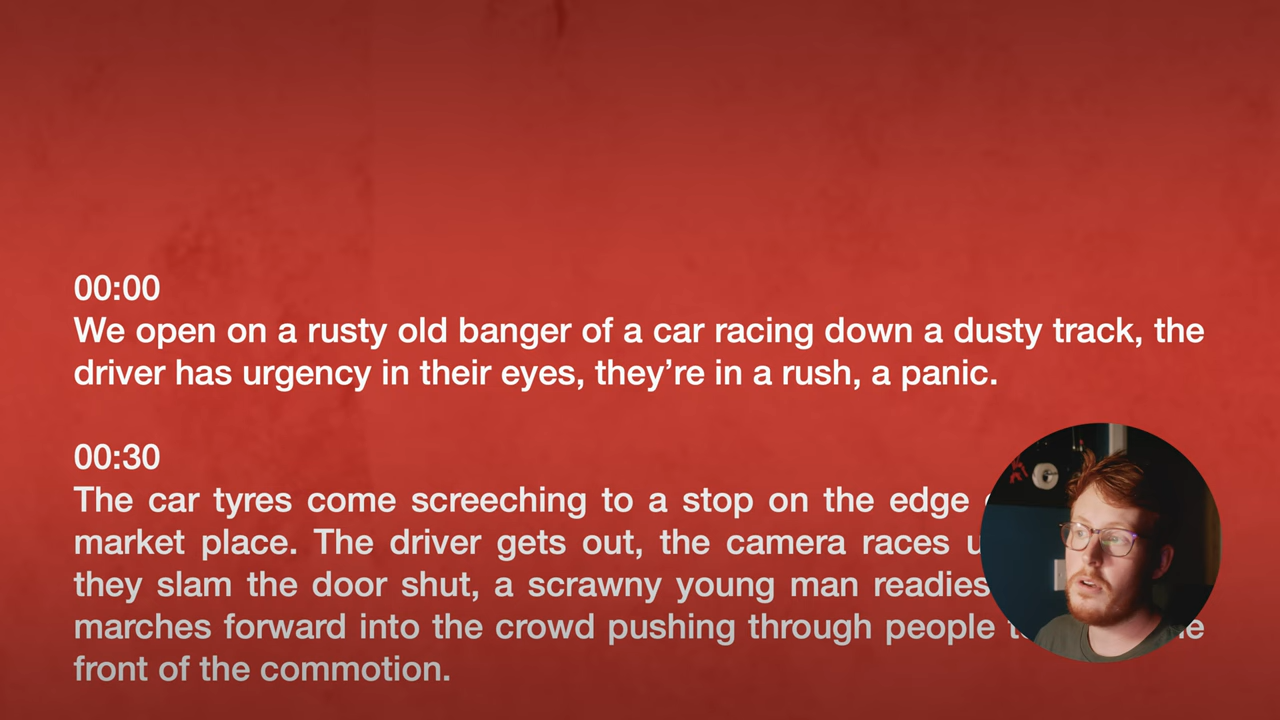 00:00
We open on a rusty old banger of a car racing down a dusty track, the
driver has urgency in their eyes, they’re in a rush, a panic.
00:30
The car tyres come screeching to a stop on the edge
market place. The driver gets out, the camera races
they slam the door shut, a scrawny young man readies
marches forward into the crowd pushing through people
front of the commotion.